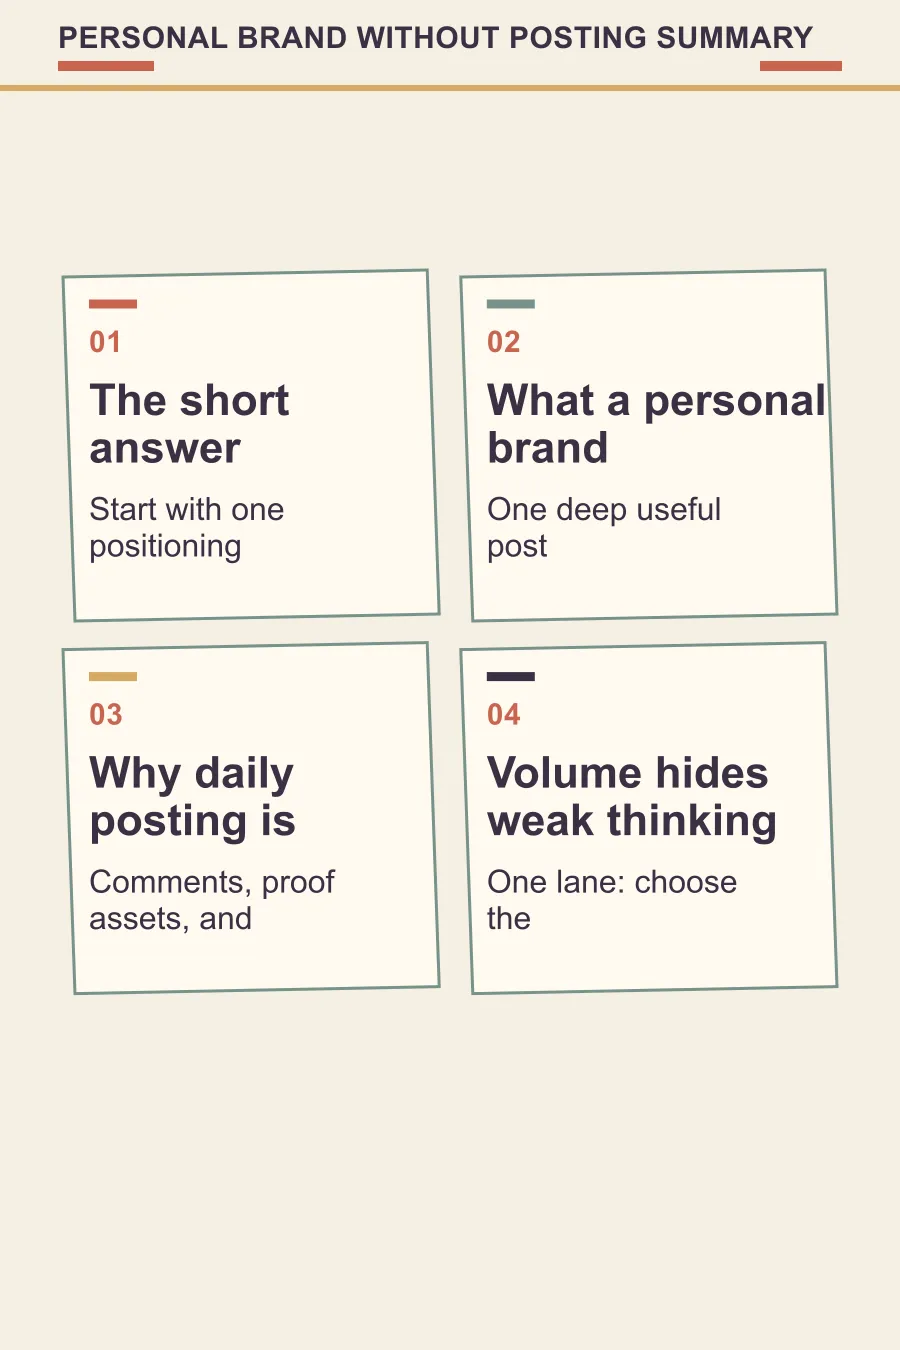 PERSONAL BRAND WITHOUT POSTING SUMMARY
01
The short
answer
Start with one
positioning
02
What a personal
brand
One deep useful
post
03
Why daily
posting is
Comments, proof
assets, and
04
Volume hides
weak thinking
One lane: choose
the